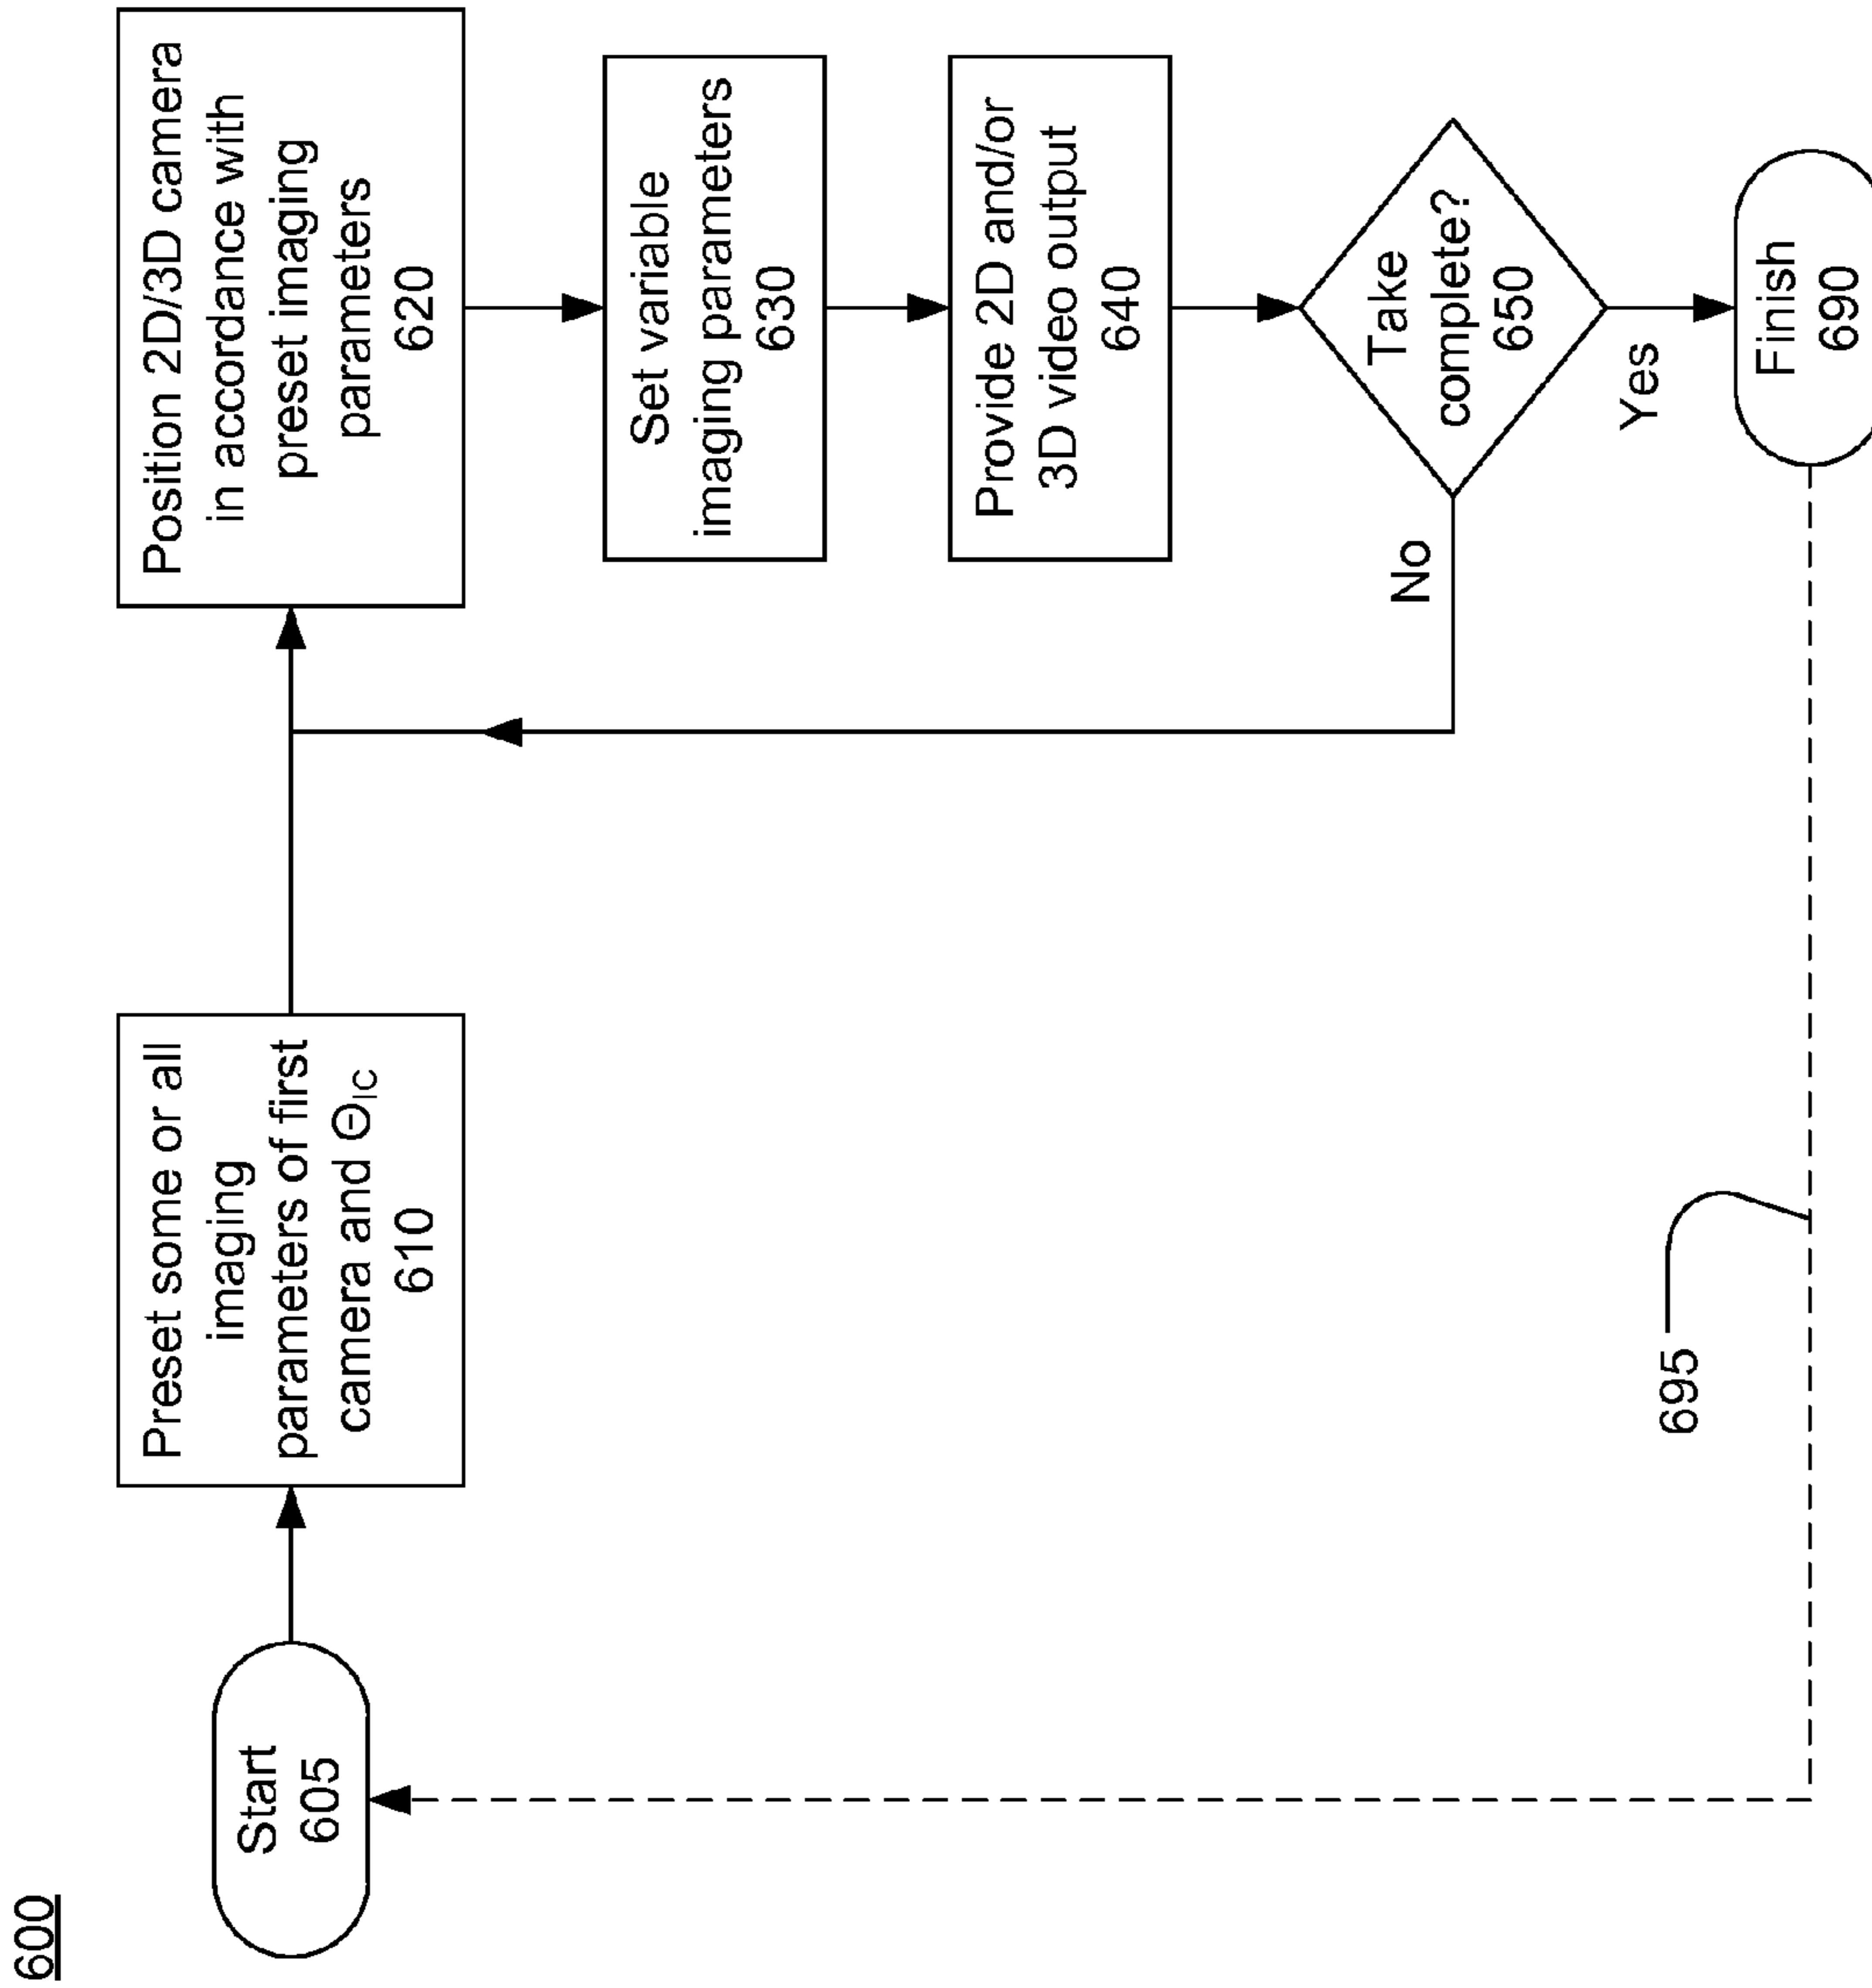 600
Start
605
Preset some or all
imaging
parameters of first
camera and ΘIC
610
Position 2D/3D camera
in accordance with
preset imaging
parameters
620
Set variable
imaging parameters
630
Provide 2D and/or
3D video output
640
Take
complete?
650
No
Yes
Finish
690
695